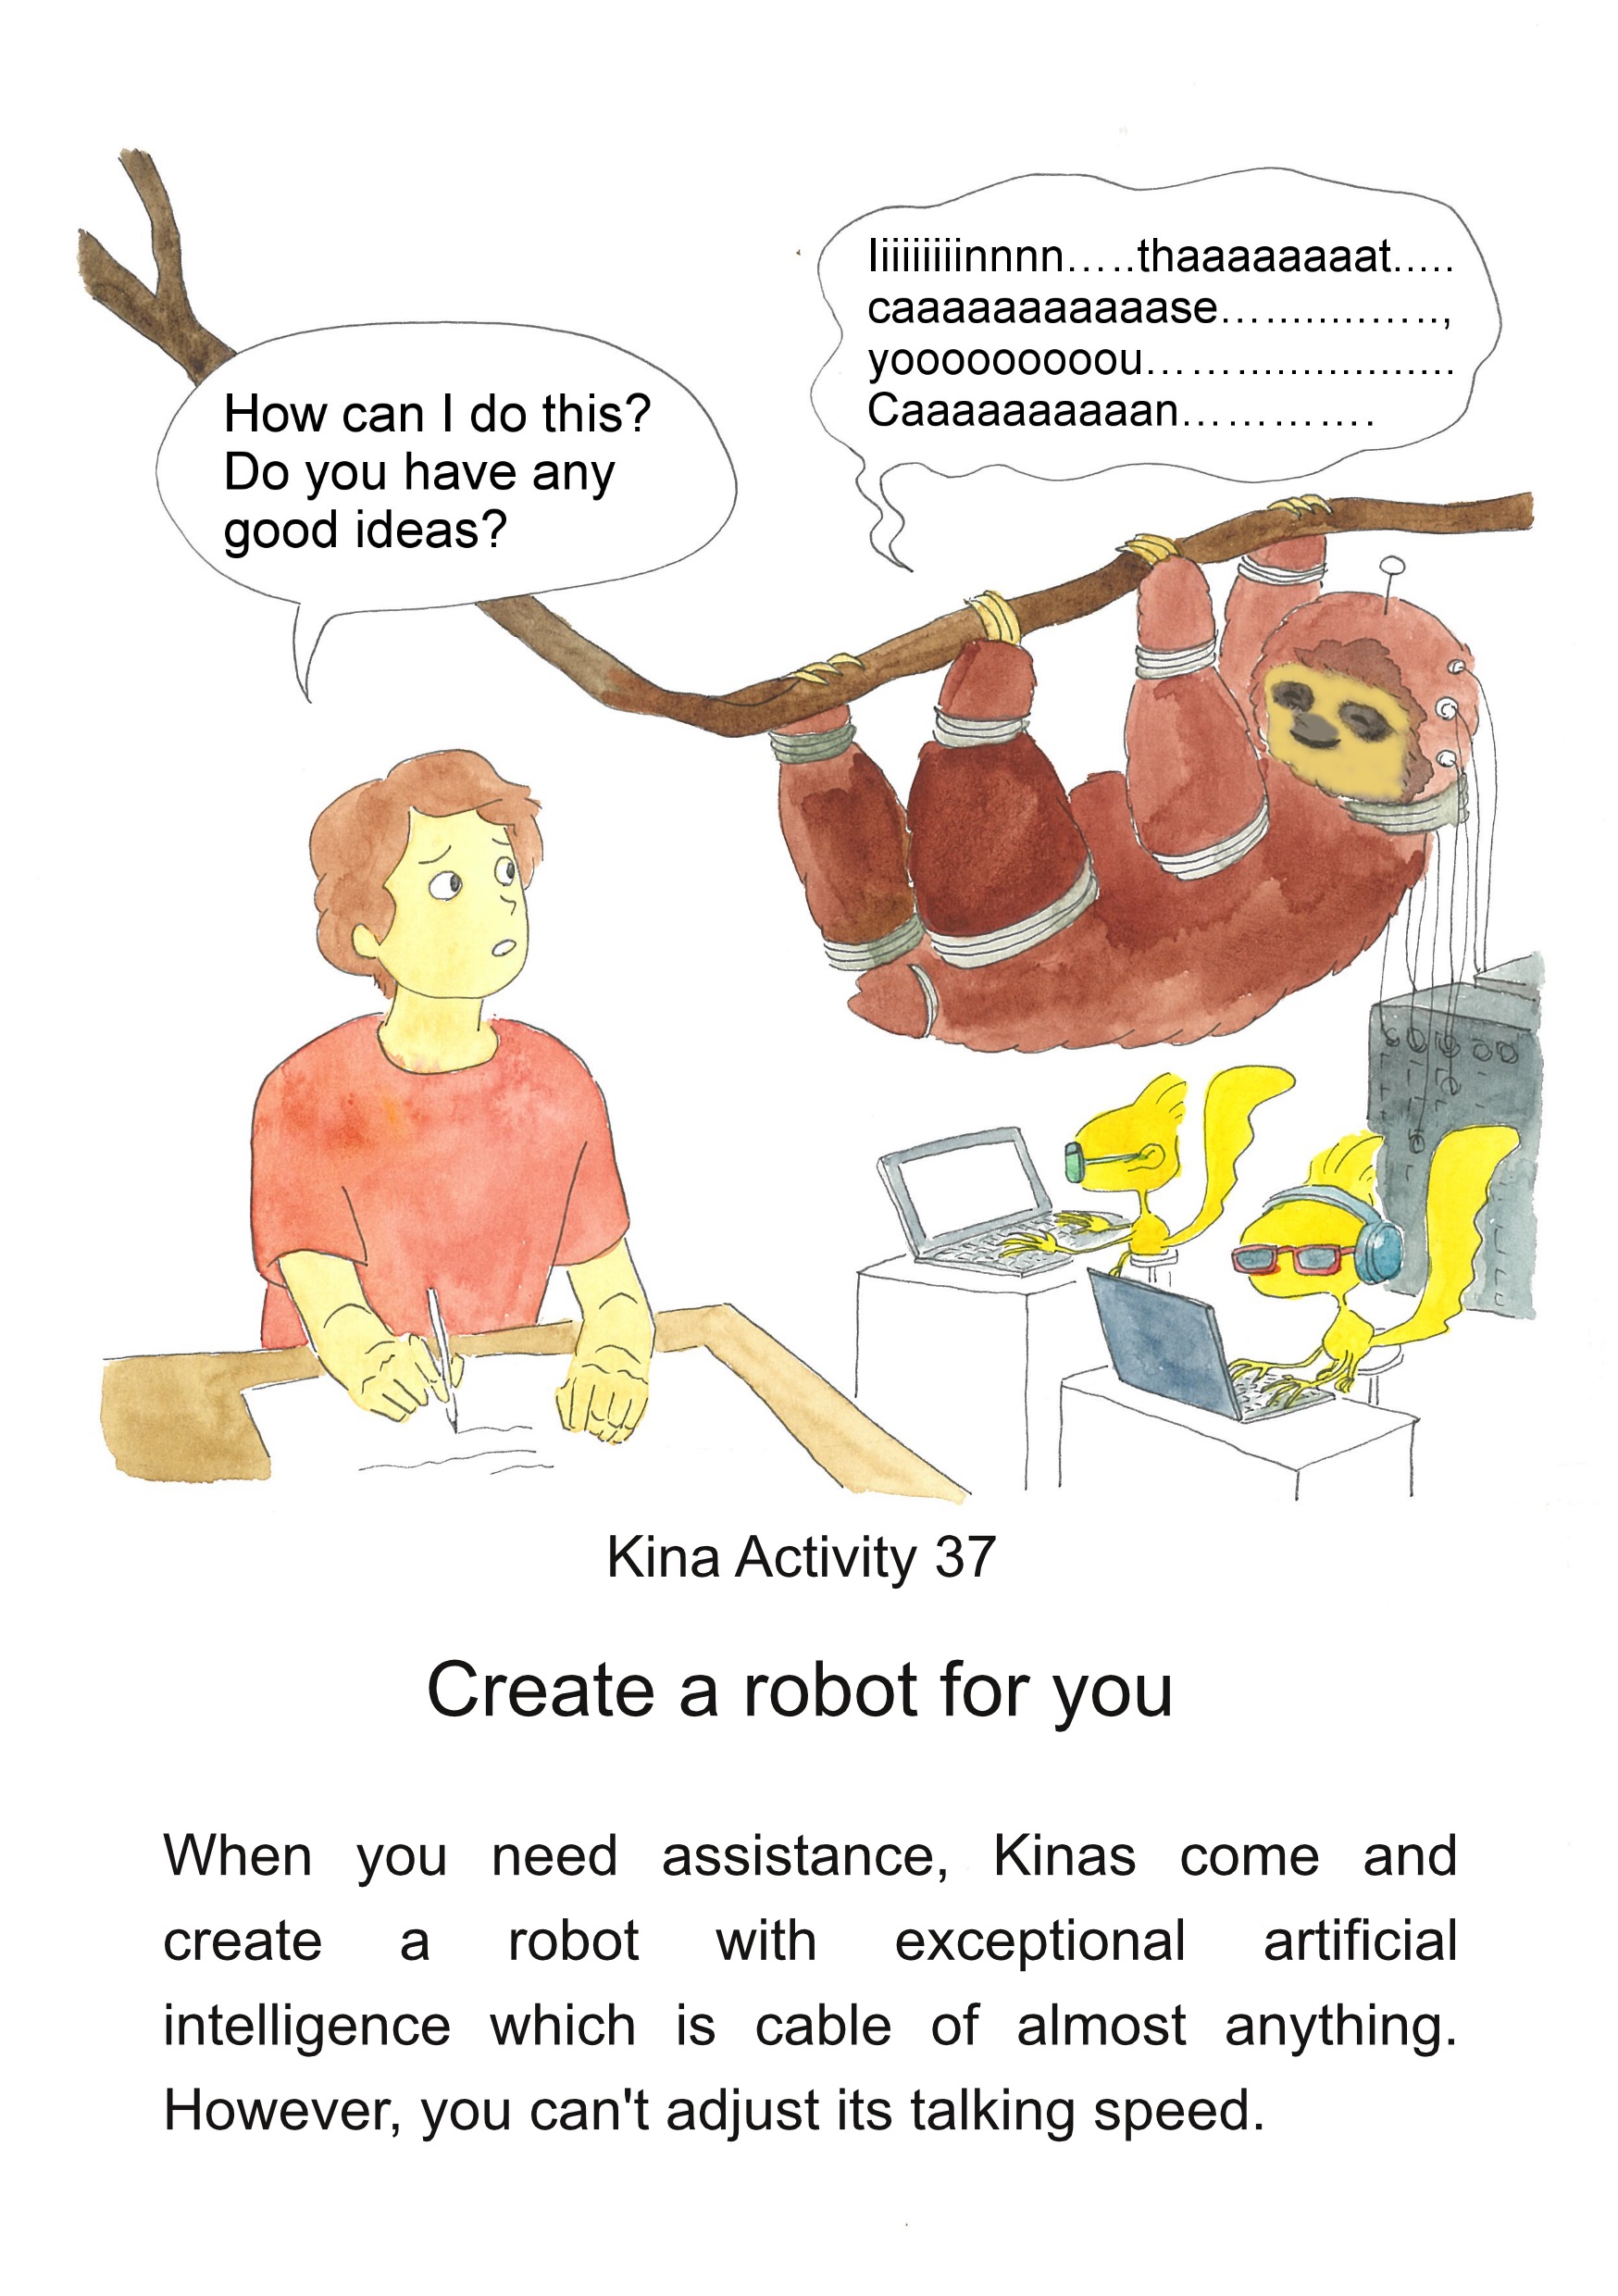 How can I do this?
Do you have any
good ideas?
Iiiiiiiiinnnn…..thaaaaaaaat…..
caaaaaaaaaaase…...........….,
yoooooooooou……..................
Caaaaaaaaaan………….
Kina Activity 37
Create a robot for you
When you need assistance, Kinas come and
create a robot with exceptional artificial
intelligence which is cable of almost anything.
However, you can't adjust its talking speed.